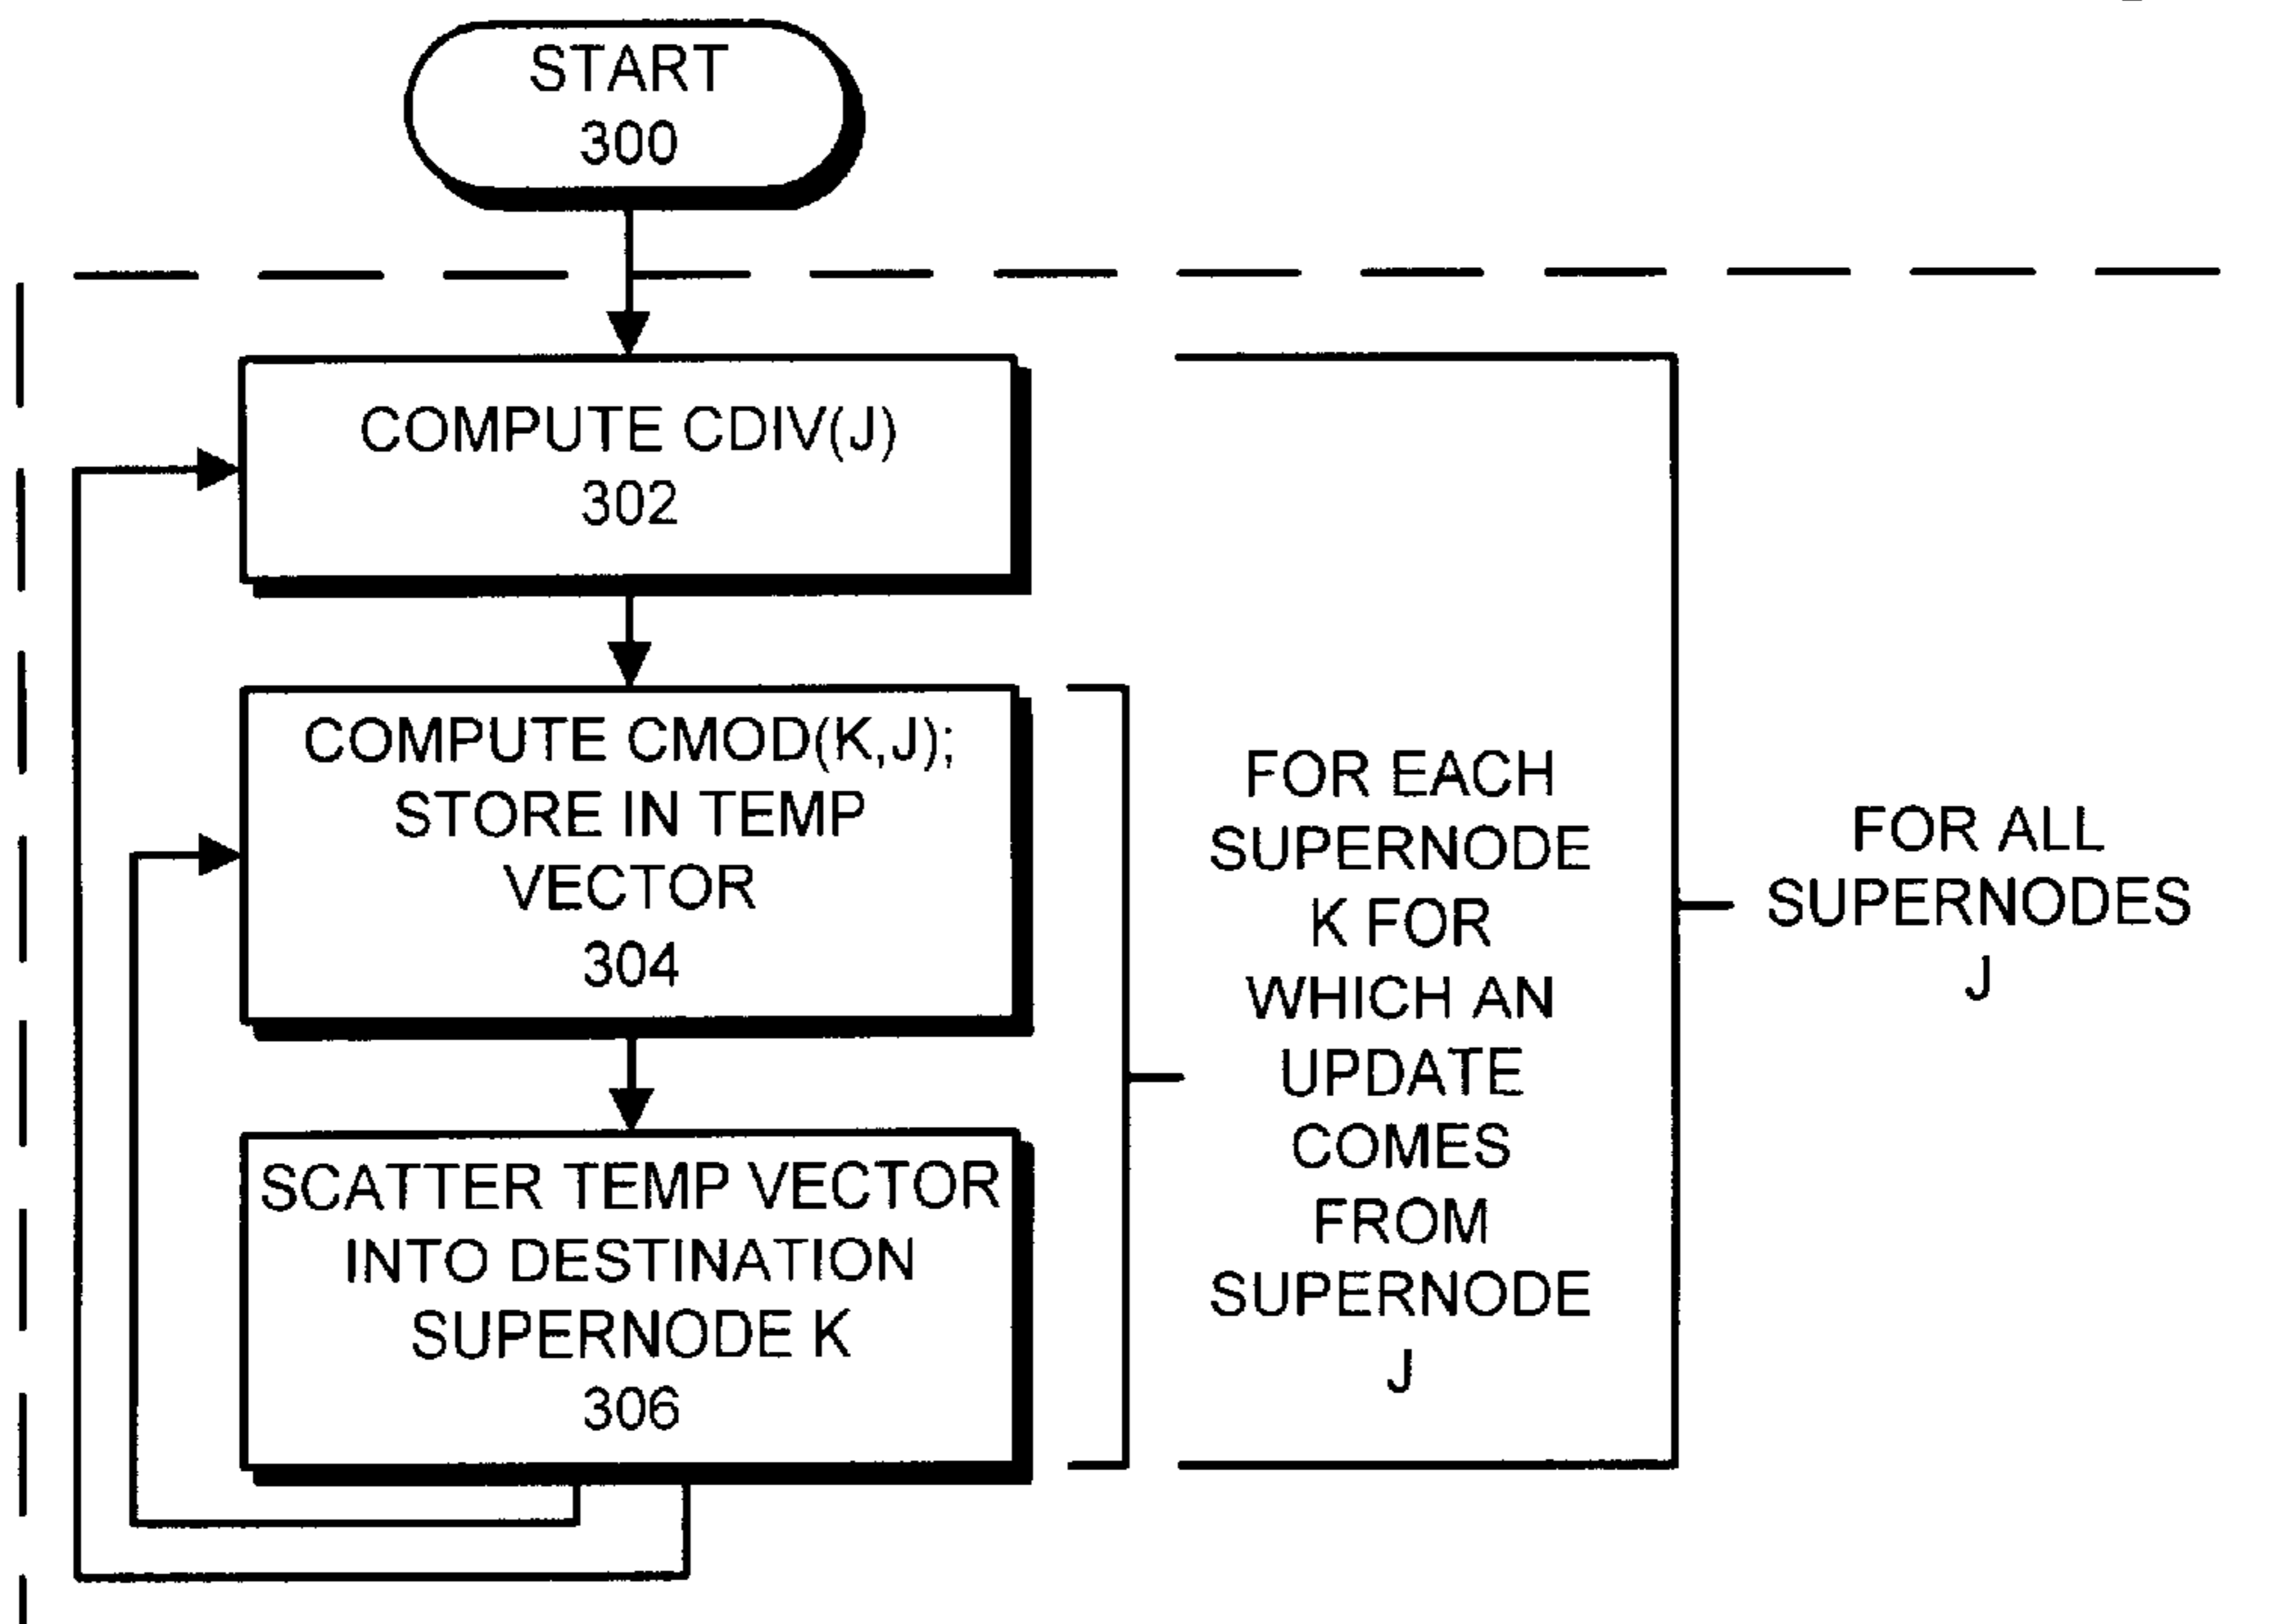 START
300
COMPUTE CDIV(J)
302
COMPUTE CMOD(K,J);
STORE IN TEMP
VECTOR
304
SCATTER TEMP VECTOR
INTO DESTINATION
SUPERNODE K
306
FOR EACH
SUPERNODE
K FOR
WHICH AN
UPDATE
COMES
FROM
SUPERNODE
J
FOR ALL
SUPERNODES
J